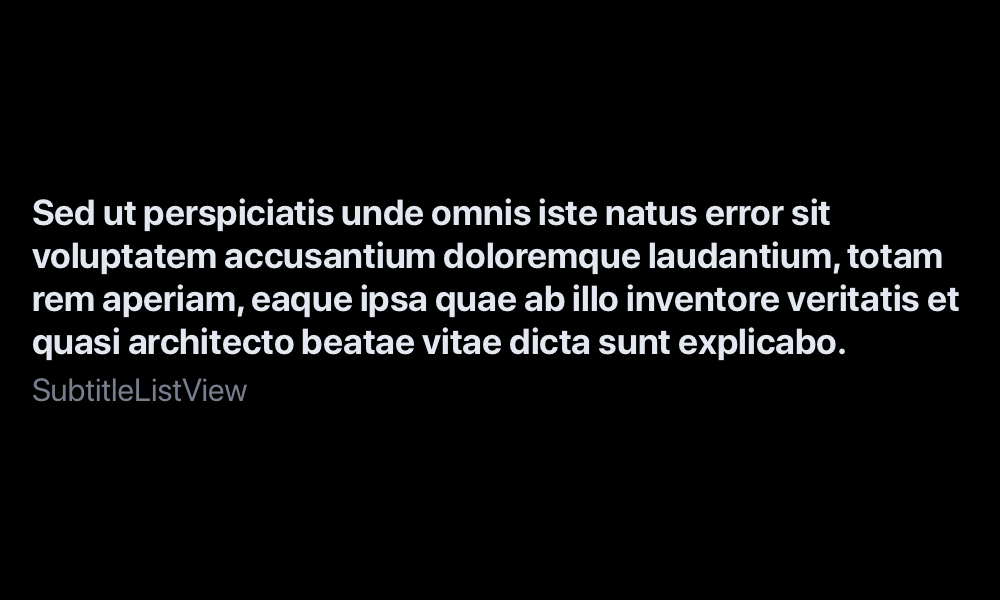 Sed ut perspiciatis unde omnis iste natus error sit
voluptatem accusantium doloremque laudantium, totam
rem aperiam, eaque ipsa quae ab illo inventore veritatis et
quasi architecto beatae vitae dicta sunt explicabo.
SubtitleListView